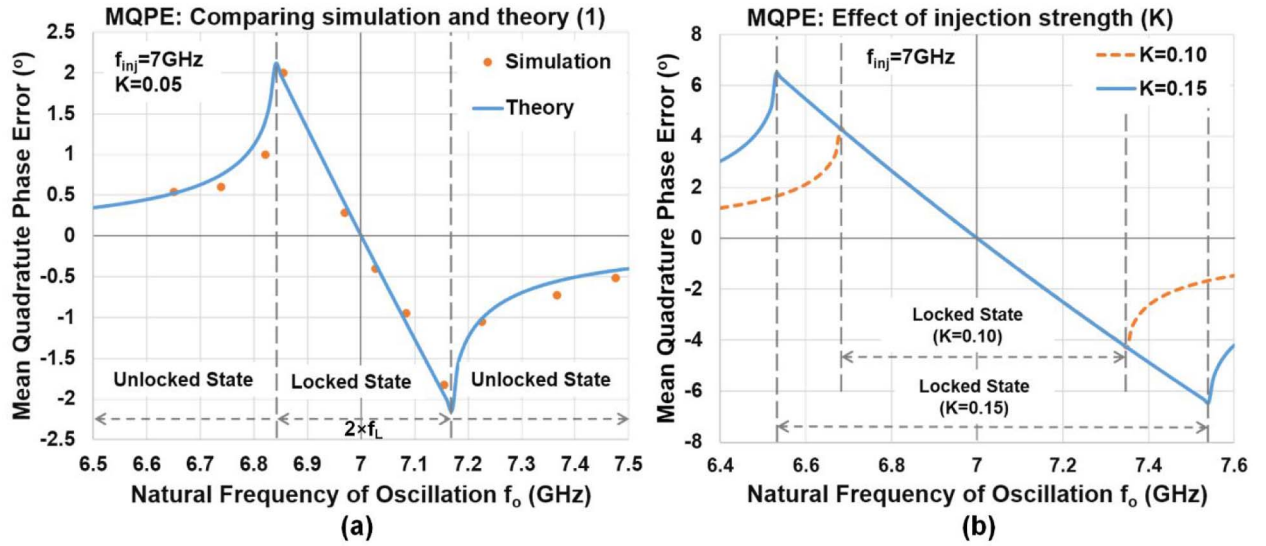 MQPE: Comparing simulation and theory (1)
Mean Quadratute Phase Error (°)
2.5
2
1.5
1
0.5
0
-0.5
-1
-1.5
-2
-2.5
f_inj=7GHz
K=0.05
Simulation
Theory
Unlocked State
Locked State
Unlocked State
2×f_L
6.5 6.6 6.7 6.8 6.9 7 7.1 7.2 7.3 7.4 7.5
Natural Frequency of Oscillation f_o (GHz)
(a)
MQPE: Effect of injection strength (K)
Mean Quadrature Phase Error (°)
8
6
4
2
0
-2
-4
-6
-8
f_inj=7GHz
K=0.10
K=0.15
Locked State
(K=0.10)
Locked State
(K=0.15)
6.4 6.6 6.8 7 7.2 7.4 7.6
Natural Frequency of Oscillation f_o (GHz)
(b)